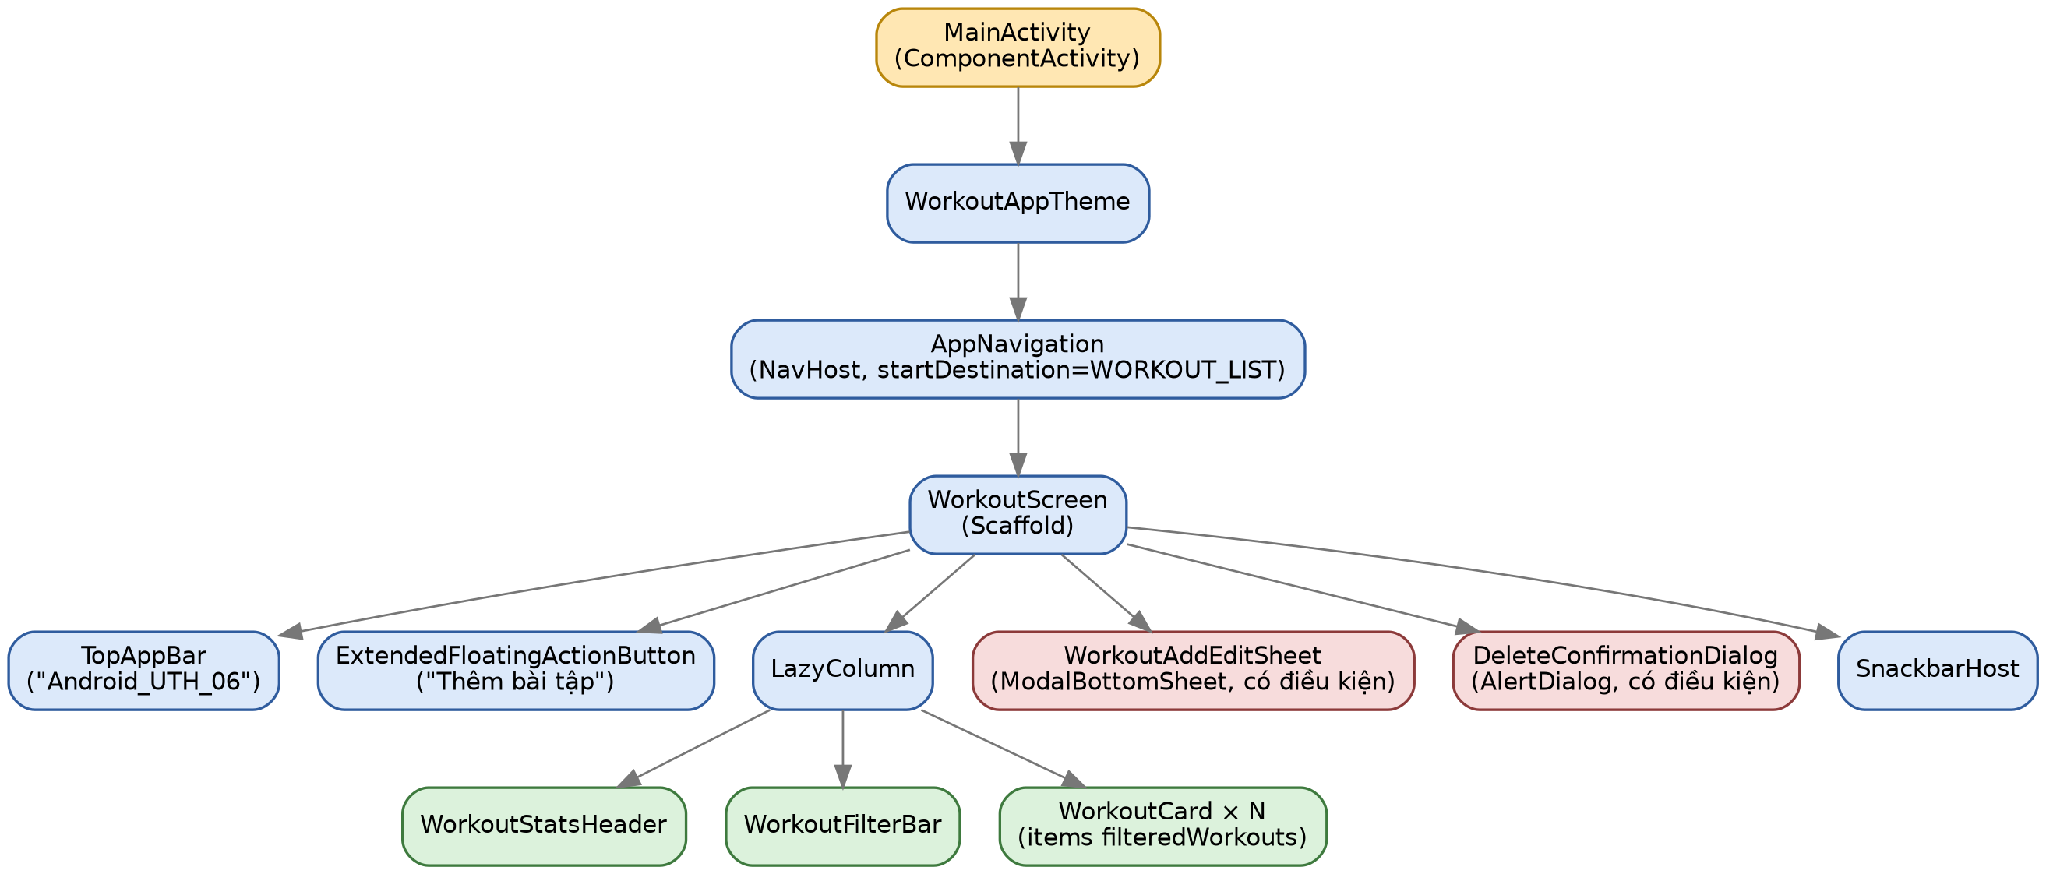 MainActivity
(ComponentActivity)
WorkoutAppTheme
AppNavigation
(NavHost, startDestination=WORKOUT_LIST)
WorkoutScreen
(Scaffold)
TopAppBar
("Android_UTH_06")
ExtendedFloatingActionButton
("Thêm bài tập")
LazyColumn
WorkoutAddEditSheet
(ModalBottomSheet, có điều kiện)
DeleteConfirmationDialog
(AlertDialog, có điều kiện)
SnackbarHost
WorkoutStatsHeader
WorkoutFilterBar
WorkoutCard × N
(items filteredWorkouts)